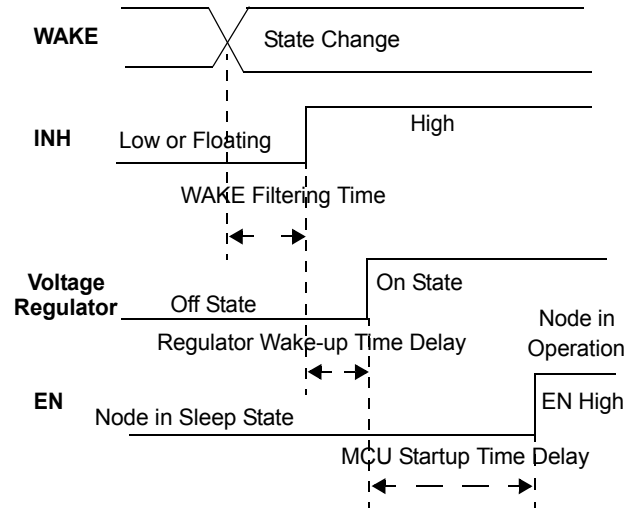 WAKE
State Change
INH
Low or Floating
High
WAKE Filtering Time
Voltage
Regulator
Off State
On State
Regulator Wake-up Time Delay
Node in
Operation
EN
Node in Sleep State
EN High
MCU Startup Time Delay